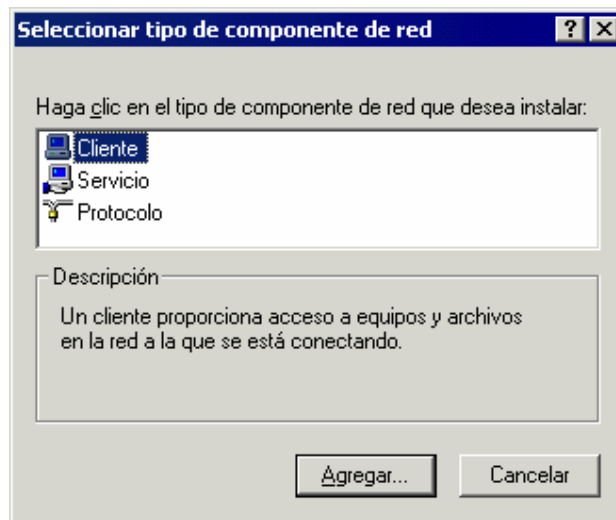 Seleccionar tipo de componente de red
Haga clic en el tipo de componente de red que desea instalar:
Cliente
Servicio
Protocolo
Descripción
Un cliente proporciona acceso a equipos y archivos
en la red a la que se está conectando.
Agregar... Cancelar